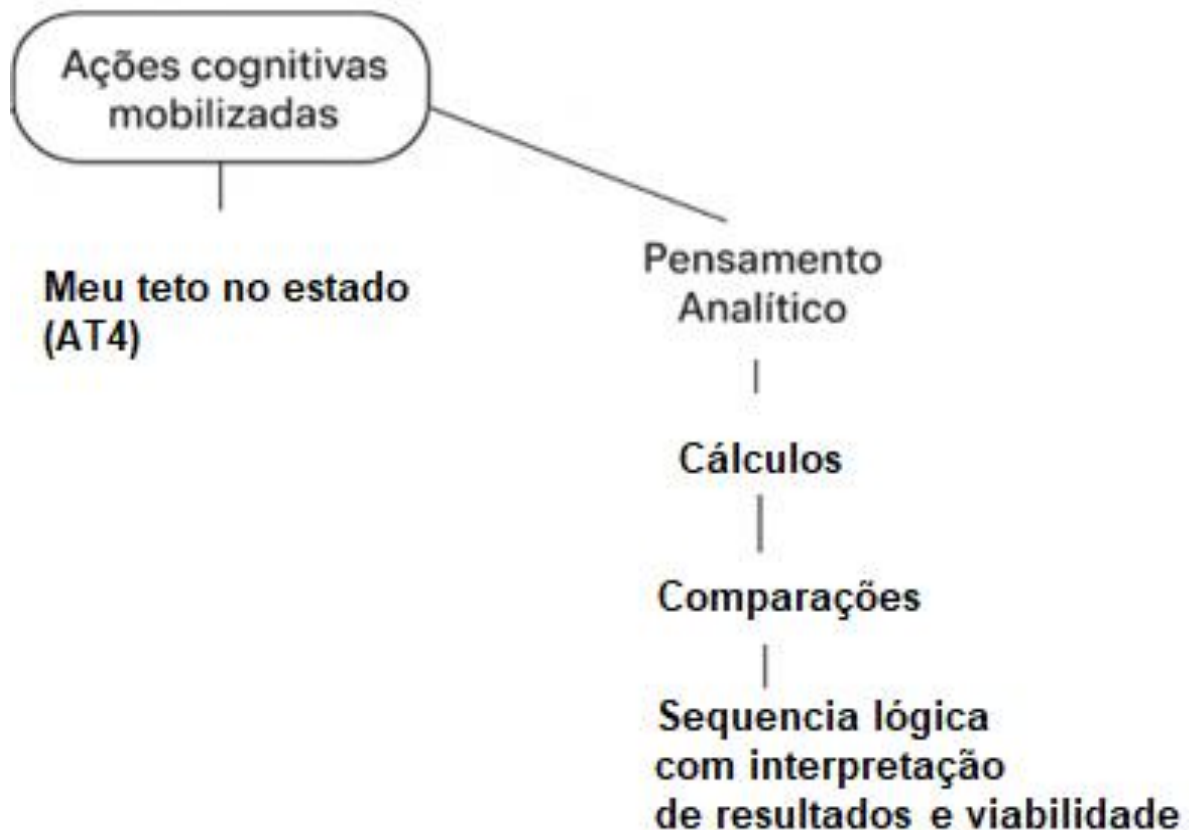 Ações cognitivas
mobilizadas
Meu teto no estado
(AT4)
Pensamento
Analítico
Cálculos
Comparações
Sequencia lógica
com interpretação
de resultados e viabilidade